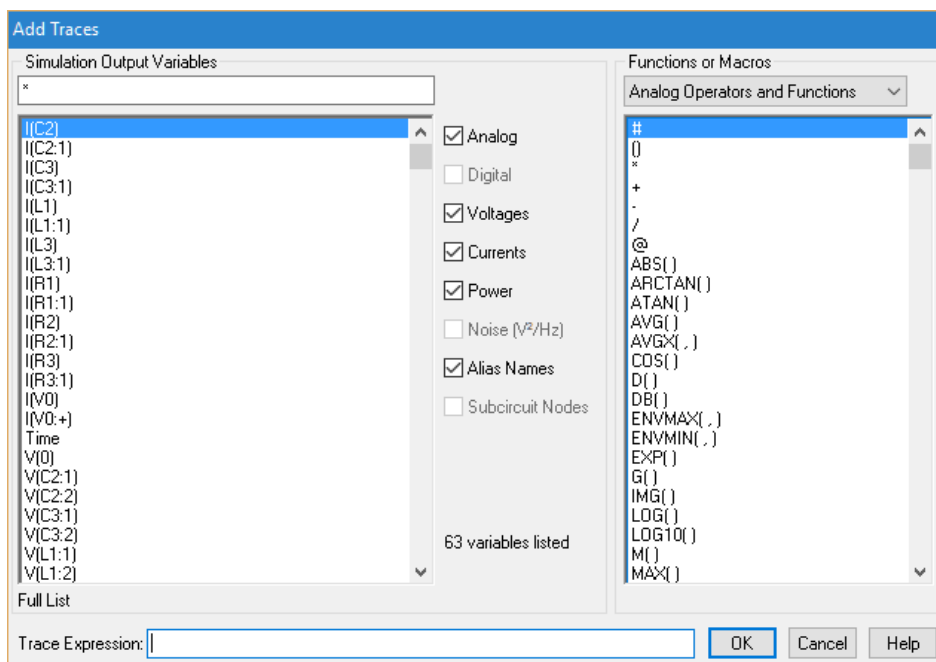 Add Traces
Simulation Output Variables
*
I(C2)
I(C2:1)
I(C3)
I(C3:1)
I(L1)
I(L1:1)
I(L3)
I(L3:1)
I(R1)
I(R1:1)
I(R2)
I(R2:1)
I(R3)
I(R3:1)
I(V0)
I(V0:+)
Time
V(0)
V(C2:1)
V(C2:2)
V(C3:1)
V(C3:2)
V(L1:1)
V(L1:2)
Full List
Analog
Digital
Voltages
Currents
Power
Noise (V²/Hz)
Alias Names
Subcircuit Nodes
63 variables listed
Functions or Macros
Analog Operators and Functions
#
()
*
+
-
/
@
ABS( )
ARCTAN( )
ATAN( )
AVG( )
AVGX( , )
COS( )
D( )
DB( )
ENVMAX( , )
ENVMIN( , )
EXP( )
G( )
IMG( )
LOG( )
LOG10( )
M( )
MAX( )
Trace Expression:
OK
Cancel
Help